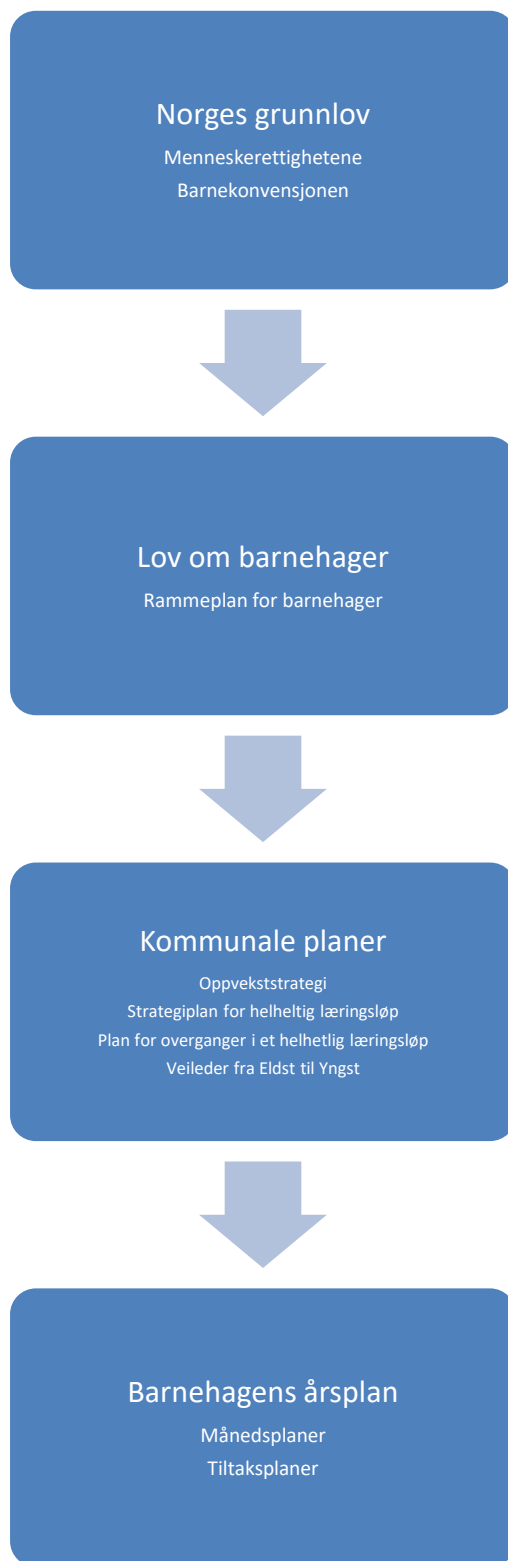 Norges grunnlov
Menneskerettighetene
Barnekonvensjonen
Lov om barnehager
Rammeplan for barnehager
Kommunale planer
Oppvekststrategi
Strategiplan for helheltig læringsløp
Plan for overganger i et helhetlig læringsløp
Veileder fra Eldst til Yngst
Barnehagens årsplan
Månedsplaner
Tiltaksplaner